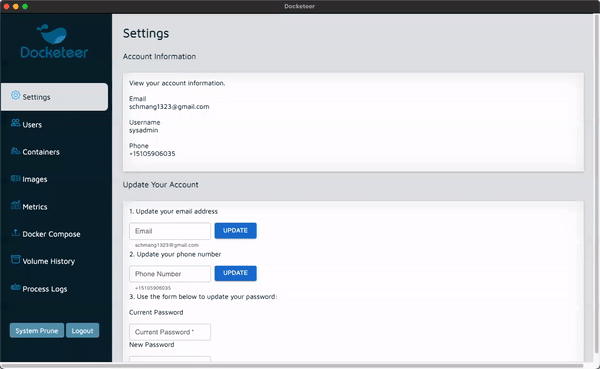 Docketeer
Docketeer
Settings
Users
Containers
Images
Metrics
Docker Compose
Volume History
Process Logs
System Prune
Logout
Settings
Account Information
View your account information.
Email
schmang1323@gmail.com
Username
sysadmin
Phone
+15105906035
Update Your Account
1. Update your email address
Email
UPDATE
schmang1323@gmail.com
2. Update your phone number
Phone Number
UPDATE
+15105906035
3. Use the form below to update your password:
Current Password
Current Password *
New Password